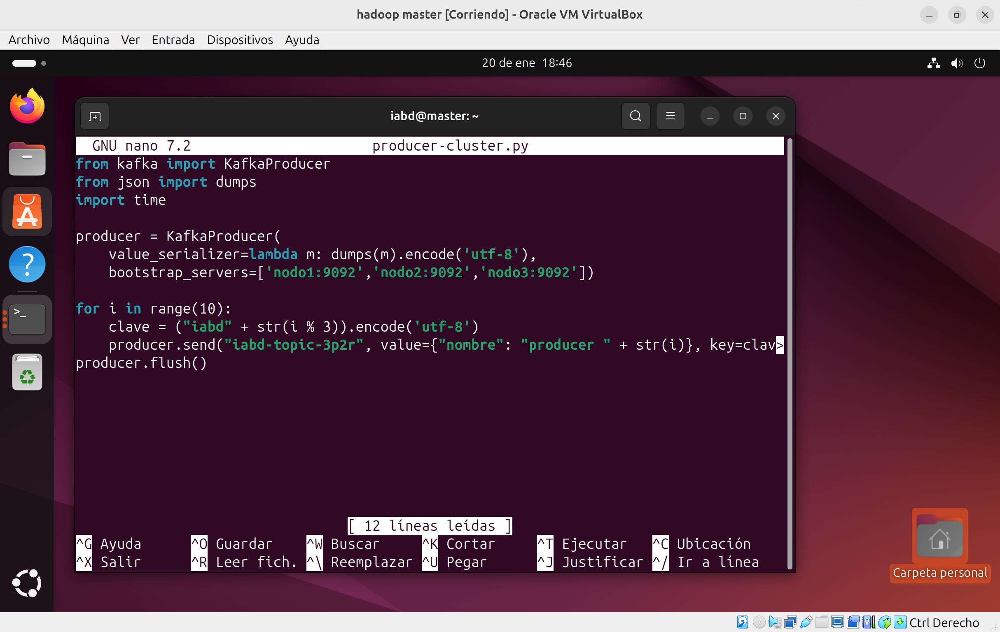 hadoop master [Corriendo] - Oracle VM VirtualBox
Archivo Máquina Ver Entrada Dispositivos Ayuda
20 de ene 18:46
iabd@master: ~
GNU nano 7.2 producer-cluster.py
from kafka import KafkaProducer
from json import dumps
import time
producer = KafkaProducer(
    value_serializer=lambda m: dumps(m).encode('utf-8'),
    bootstrap_servers=['nodo1:9092','nodo2:9092','nodo3:9092'])
for i in range(10):
    clave = ("iabd" + str(i % 3)).encode('utf-8')
    producer.send("iabd-topic-3p2r", value={"nombre": "producer " + str(i)}, key=clav>
producer.flush()
[ 12 líneas leídas ]
^G Ayuda ^O Guardar ^W Buscar ^K Cortar ^T Ejecutar ^C Ubicación
^X Salir ^R Leer fich. ^\ Reemplazar ^U Pegar ^J Justificar ^/ Ir a línea
Carpeta personal
Ctrl Derecho